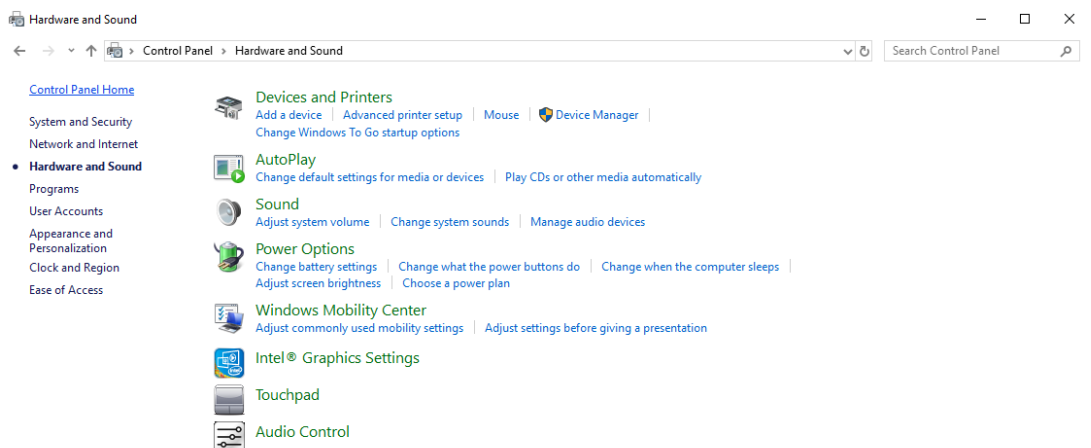 Hardware and Sound
Control Panel > Hardware and Sound
Search Control Panel
Control Panel Home
System and Security
Network and Internet
Hardware and Sound
Programs
User Accounts
Appearance and
Personalization
Clock and Region
Ease of Access
Devices and Printers
Add a device | Advanced printer setup | Mouse | Device Manager |
Change Windows To Go startup options
AutoPlay
Change default settings for media or devices | Play CDs or other media automatically
Sound
Adjust system volume | Change system sounds | Manage audio devices
Power Options
Change battery settings | Change what the power buttons do | Change when the computer sleeps |
Adjust screen brightness | Choose a power plan
Windows Mobility Center
Adjust commonly used mobility settings | Adjust settings before giving a presentation
Intel® Graphics Settings
Touchpad
Audio Control